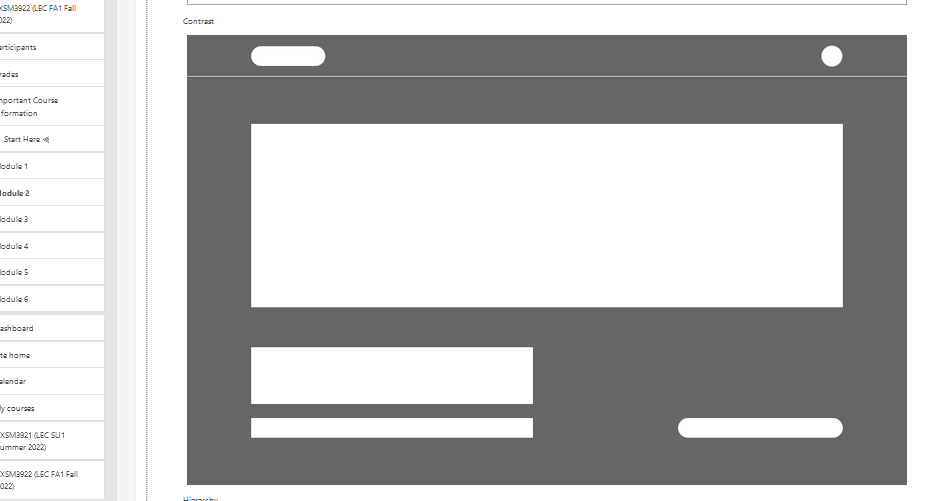 XSM3922 (LEC FA1 Fall
022)
articipants
rades
mportant Course
formation
Start Here
Module 1
Module 2
Module 3
Module 4
Module 5
Module 6
ashboard
te home
alendar
y courses
XSM3921 (LEC SU1
ummer 2022)
XSM3922 (LEC FA1 Fall
022)
Contrast
Hierarchy